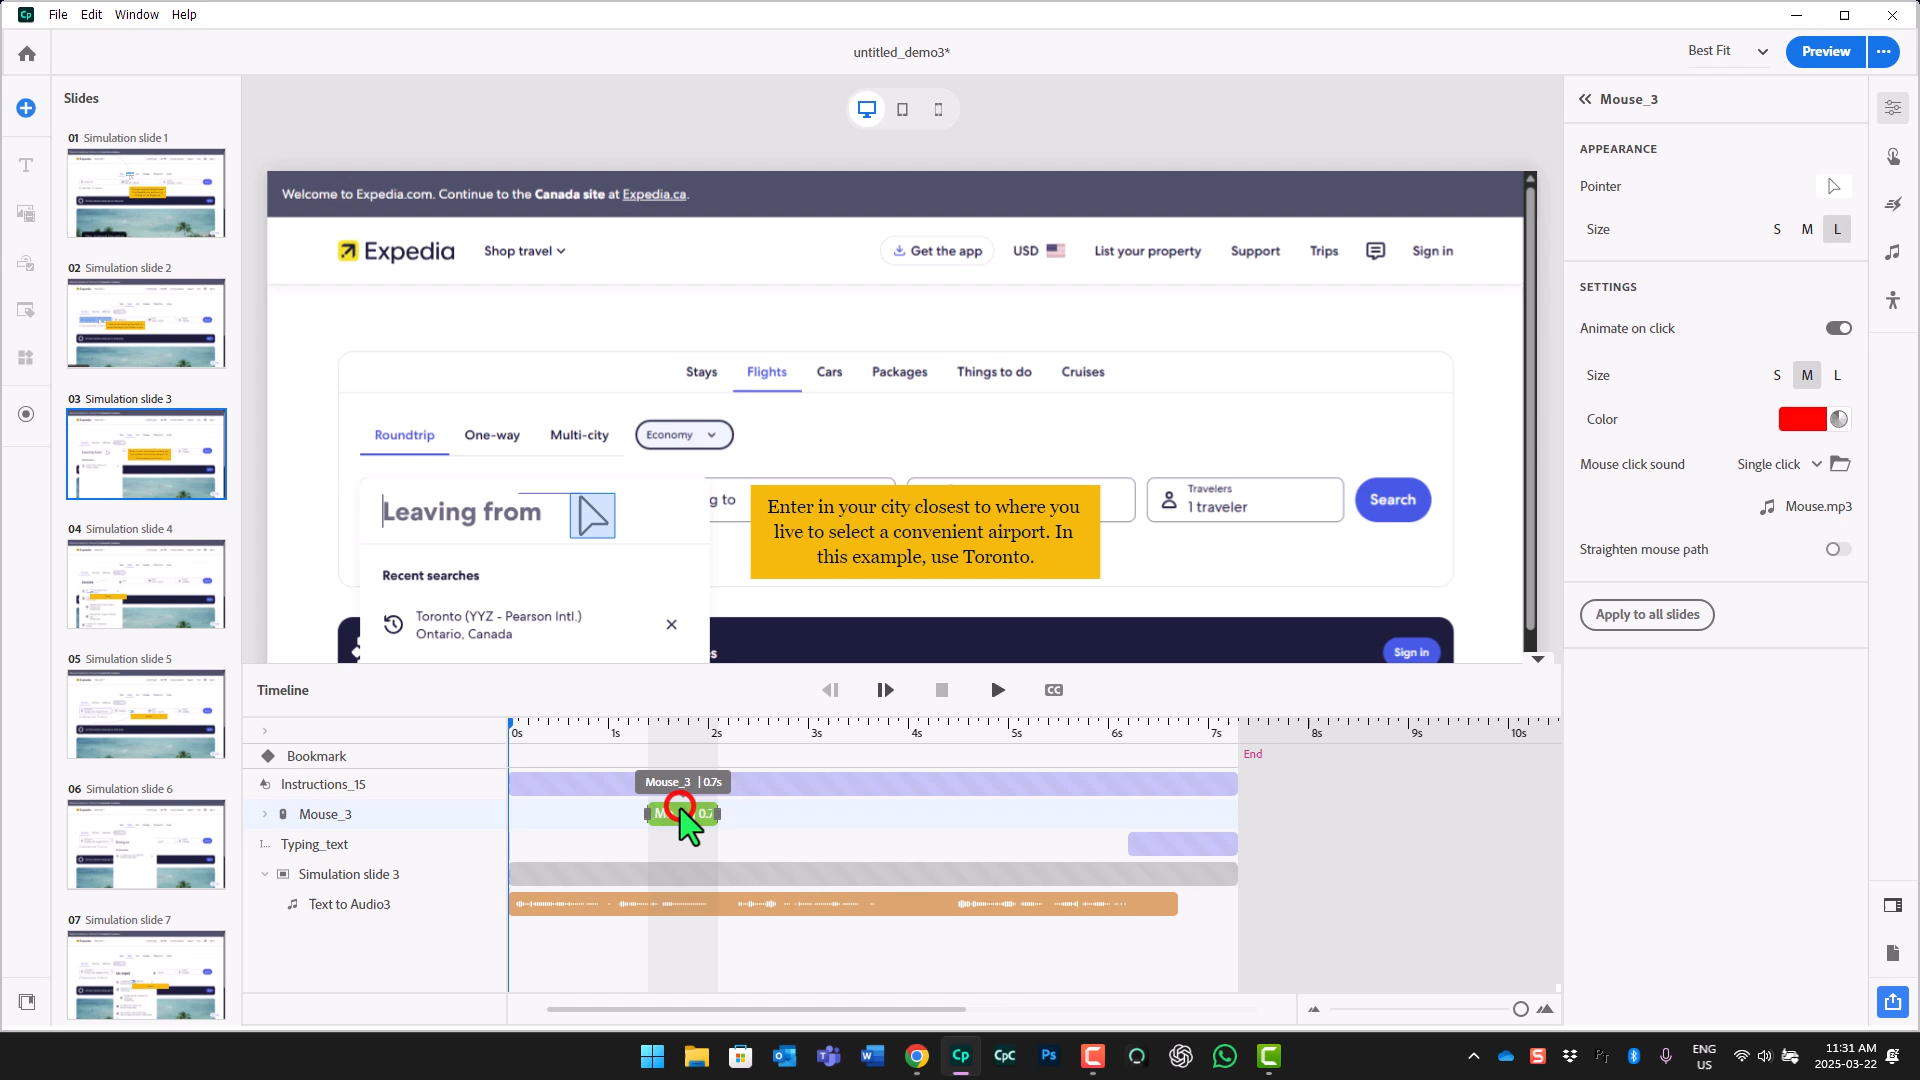 Cp File Edit Window Help
untitled_demo3*
Best Fit
Preview
Slides
01 Simulation slide 1
02 Simulation slide 2
03 Simulation slide 3
04 Simulation slide 4
05 Simulation slide 5
06 Simulation slide 6
07 Simulation slide 7
Welcome to Expedia.com. Continue to the Canada site at Expedia.ca.
Expedia Shop travel Get the app USD List your property Support Trips Sign in
Stays Flights Cars Packages Things to do Cruises
Roundtrip One-way Multi-city Economy
Leaving from
g to
Travelers
1 traveler
Search
Enter in your city closest to where you
live to select a convenient airport. In
this example, use Toronto.
Recent searches
Toronto (YYZ - Pearson Intl.)
Ontario, Canada
s
Sign in
Mouse_3
APPEARANCE
Pointer
Size S M L
SETTINGS
Animate on click
Size S M L
Color
Mouse click sound Single click
Mouse.mp3
Straighten mouse path
Apply to all slides
Timeline
CC
0s 1s 2s 3s 4s 5s 6s 7s 8s 9s 10s
Bookmark
End
Instructions_15
Mouse_3 | 0.7s
Mouse_3
Typing_text
Simulation slide 3
Text to Audio3
Cp CpC Ps
ENG
US
11:31 AM
2025-03-22